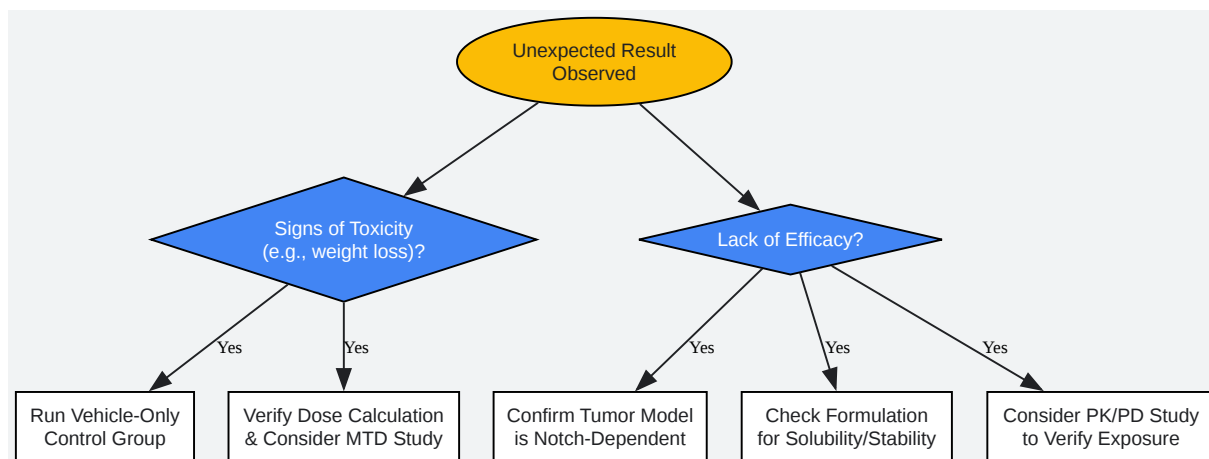 Unexpected Result
Observed
Signs of Toxicity
(e.g., weight loss)?
Lack of Efficacy?
Yes
Yes
Yes
Yes
Yes
Run Vehicle-Only
Control Group
Verify Dose Calculation
& Consider MTD Study
Confirm Tumor Model
is Notch-Dependent
Check Formulation
for Solubility/Stability
Consider PK/PD Study
to Verify Exposure